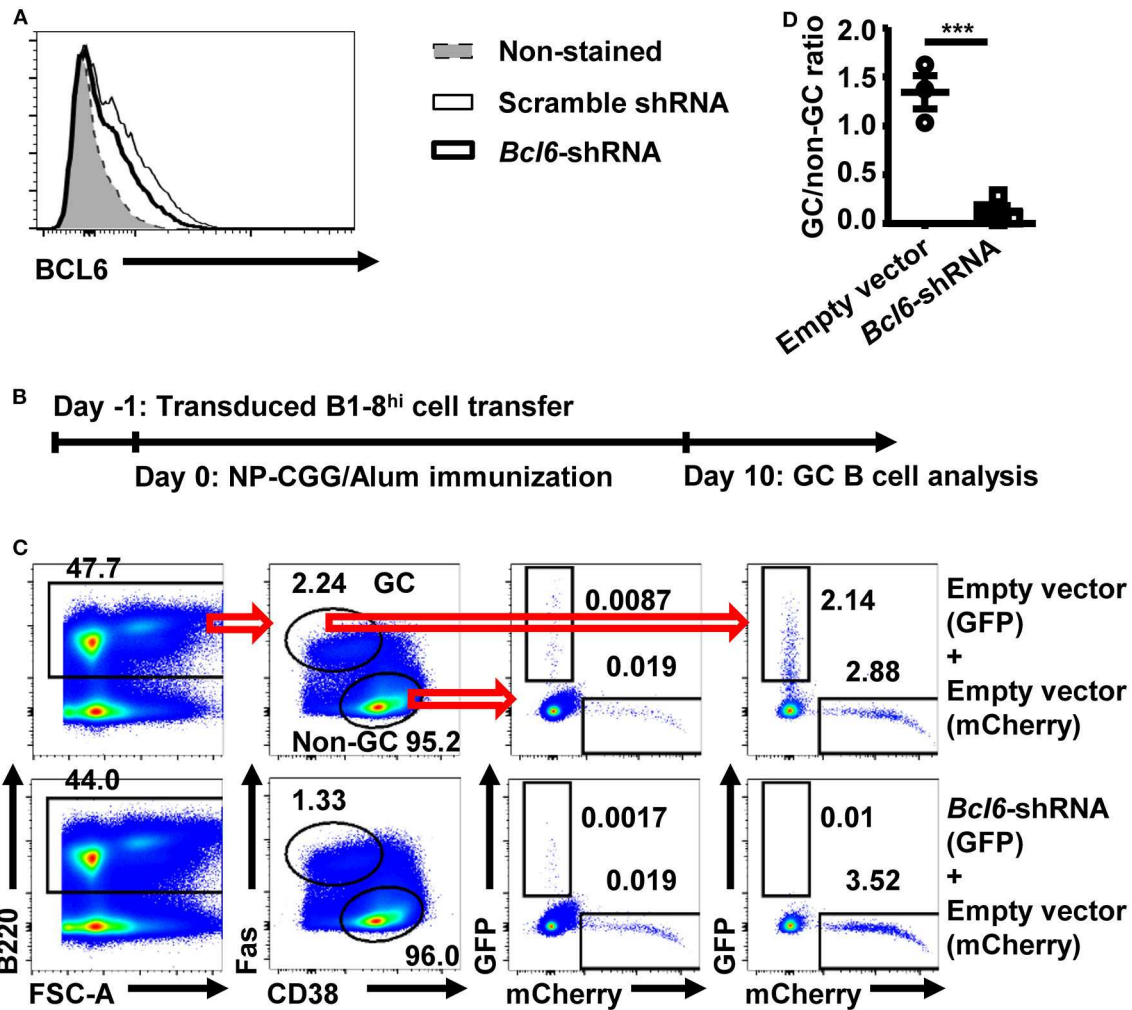 A
Non-stained
Scramble shRNA
Bcl6-shRNA
BCL6
D
GC/non-GC ratio
2.0
1.5
1.0
0.5
0.0
***
Empty vector
Bcl6-shRNA
B
Day -1: Transduced B1-8hi cell transfer
Day 0: NP-CGG/Alum immunization
Day 10: GC B cell analysis
C
47.7
2.24 GC
Non-GC 95.2
0.0087
0.019
2.14
2.88
Empty vector
(GFP)
+
Empty vector
(mCherry)
44.0
1.33
96.0
0.0017
0.019
0.01
3.52
Bcl6-shRNA
(GFP)
+
Empty vector
(mCherry)
B220
FSC-A
Fas
CD38
GFP
mCherry
GFP
mCherry